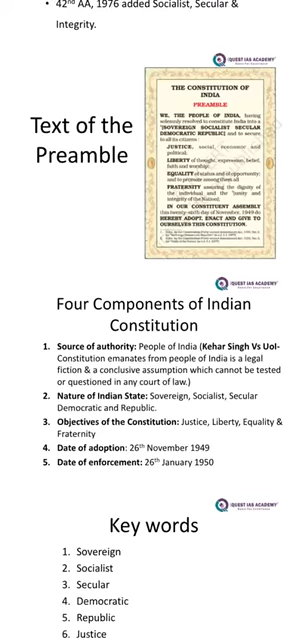 • 42nd AA, 1976 added Socialist, Secular &
Integrity.
QUEST IAS ACADEMY
Text of the
Preamble
THE CONSTITUTION OF
INDIA
PREAMBLE
WE, THE PEOPLE OF INDIA, having
solemnly resolved to constitute India into a
[SOVEREIGN SOCIALIST SECULAR
DEMOCRATIC REPUBLIC] and to secure
to all its citizens :
JUSTICE, social, economic and
political;
LIBERTY of thought, expression, belief,
faith and worship;
EQUALITY of status and of opportunity;
and to promote among them all
FRATERNITY assuring the dignity of
the individual and the [unity and
integrity of the Nation];
IN OUR CONSTITUENT ASSEMBLY
this twenty-sixth day of November, 1949 do
HEREBY ADOPT, ENACT AND GIVE TO
OURSELVES THIS CONSTITUTION.
QUEST IAS ACADEMY
Four Components of Indian
Constitution
1. Source of authority: People of India (Kehar Singh Vs UoI-
Constitution emanates from people of India is a legal
fiction & a conclusive assumption which cannot be tested
or questioned in any court of law.)
2. Nature of Indian State: Sovereign, Socialist, Secular
Democratic and Republic.
3. Objectives of the Constitution: Justice, Liberty, Equality &
Fraternity
4. Date of adoption: 26th November 1949
5. Date of enforcement: 26th January 1950
QUEST IAS ACADEMY
Key words
1. Sovereign
2. Socialist
3. Secular
4. Democratic
5. Republic
6. Justice